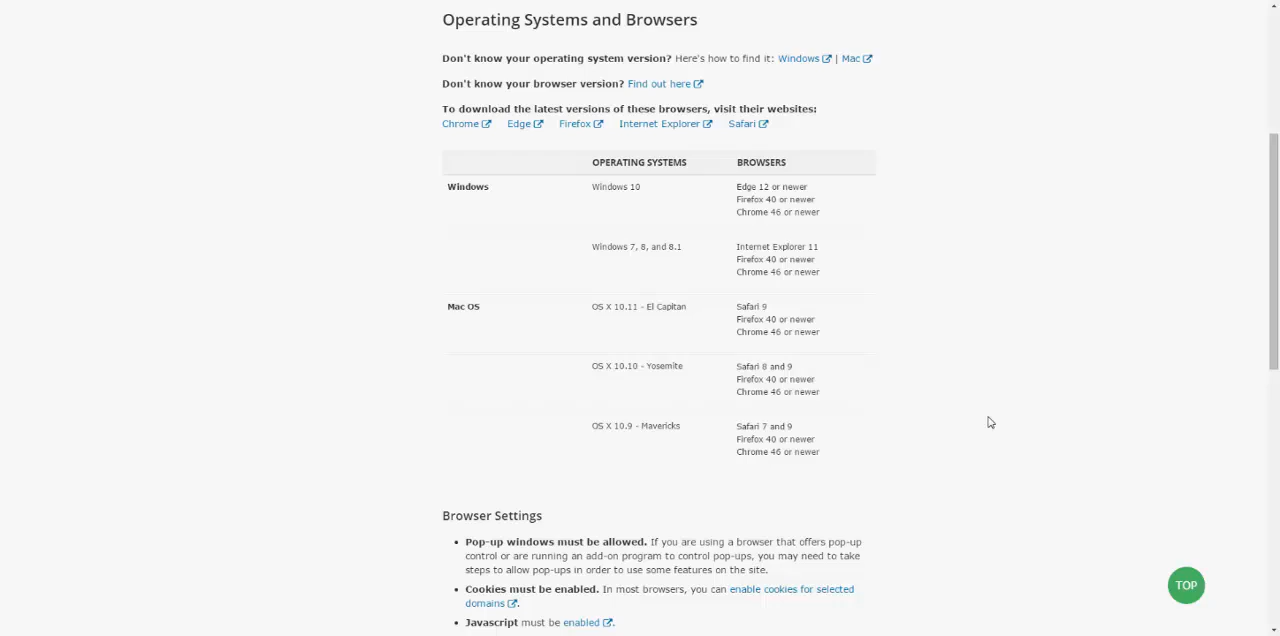 Operating Systems and Browsers
Don't know your operating system version? Here's how to find it: Windows | Mac
Don't know your browser version? Find out here
To download the latest versions of these browsers, visit their websites:
Chrome Edge Firefox Internet Explorer Safari
OPERATING SYSTEMS BROWSERS
Windows Windows 10 Edge 12 or newer
Firefox 40 or newer
Chrome 46 or newer
Windows 7, 8, and 8.1 Internet Explorer 11
Firefox 40 or newer
Chrome 46 or newer
Mac OS OS X 10.11 - El Capitan Safari 9
Firefox 40 or newer
Chrome 46 or newer
OS X 10.10 - Yosemite Safari 8 and 9
Firefox 40 or newer
Chrome 46 or newer
OS X 10.9 - Mavericks Safari 7 and 9
Firefox 40 or newer
Chrome 46 or newer
Browser Settings
• Pop-up windows must be allowed. If you are using a browser that offers pop-up
control or are running an add-on program to control pop-ups, you may need to take
steps to allow pop-ups in order to use some features on the site.
• Cookies must be enabled. In most browsers, you can enable cookies for selected
domains.
• Javascript must be enabled.
TOP